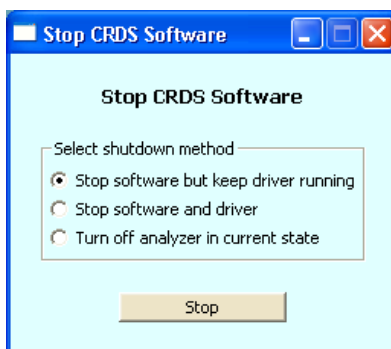 Stop CRDS Software
Stop CRDS Software
Select shutdown method
Stop software but keep driver running
Stop software and driver
Turn off analyzer in current state
Stop